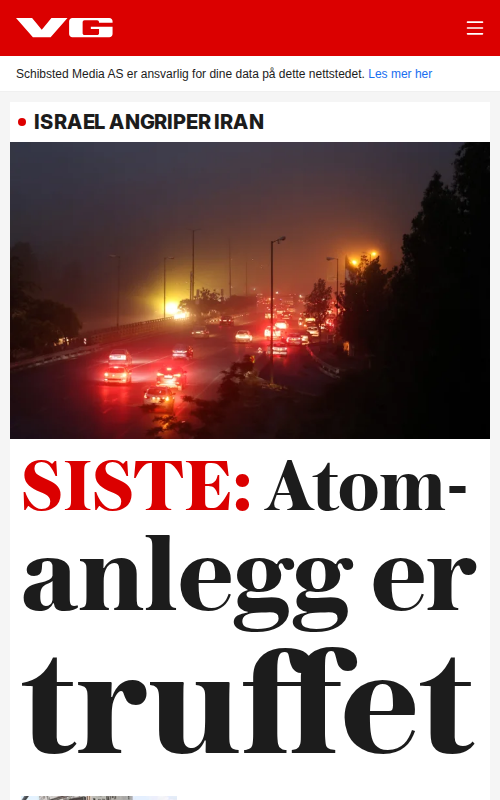 VG
Schibsted Media AS er ansvarlig for dine data på dette nettstedet. Les mer her
ISRAEL ANGRIPER IRAN
SISTE: Atom-
anlegg er
truffet